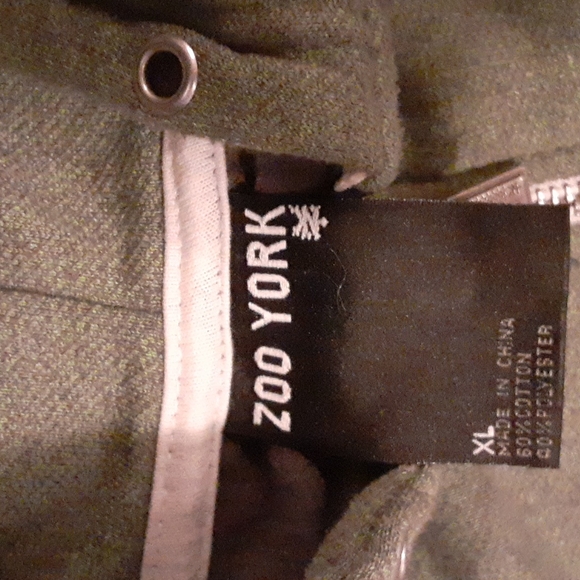 ZOO YORK
XL
MADE IN CHINA
60%COTTON
40%POLYESTER